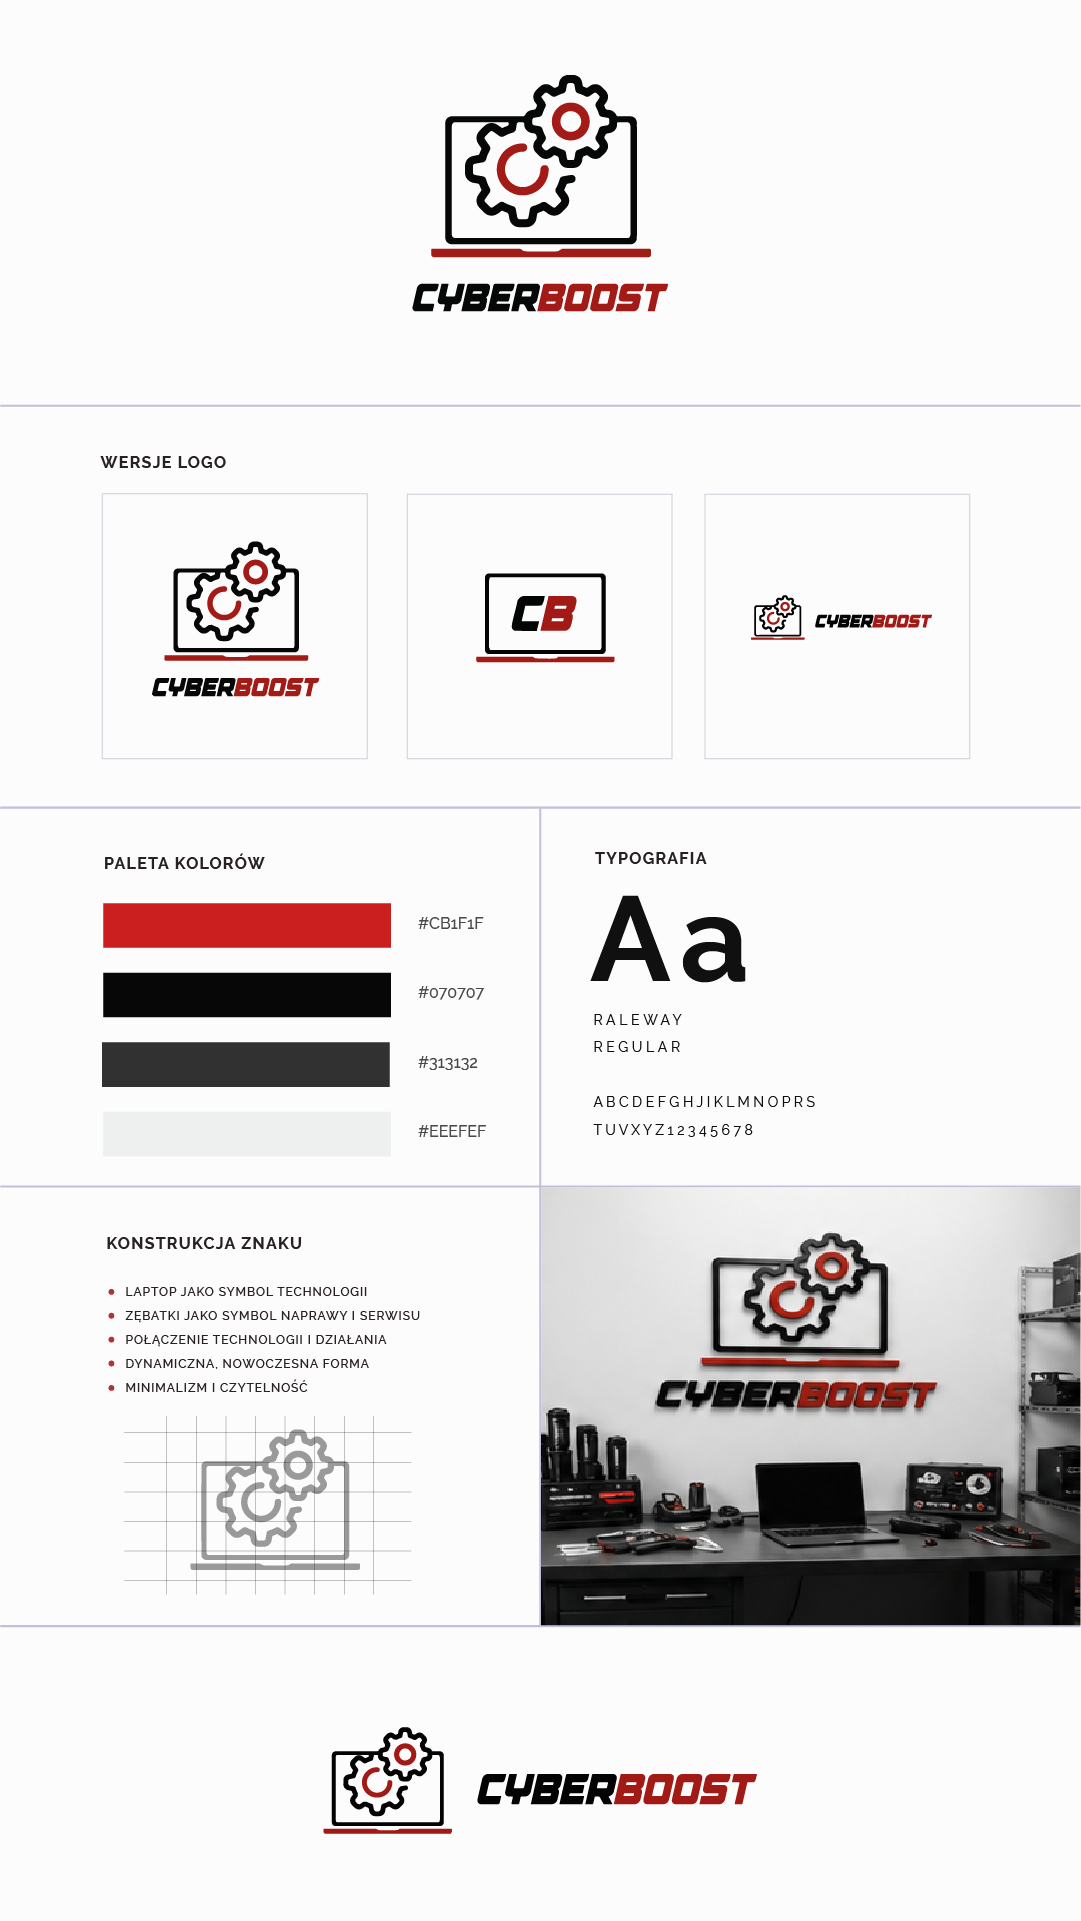 CYBERBOOST
WERSJE LOGO
CYBERBOOST
CB
CYBERBOOST
PALETA KOLORÓW
#CB1F1F
#070707
#313132
#EEEFEF
TYPOGRAFIA
Aa
RALEWAY
REGULAR
ABCDEFGHJIKLMNOPRS
TUVXYZ12345678
KONSTRUKCJA ZNAKU
LAPTOP JAKO SYMBOL TECHNOLOGII
ZĘBATKI JAKO SYMBOL NAPRAWY I SERWISU
POŁĄCZENIE TECHNOLOGII I DZIAŁANIA
DYNAMICZNA, NOWOCZESNA FORMA
MINIMALIZM I CZYTELNOŚĆ
CYBERBOOST
CYBERBOOST